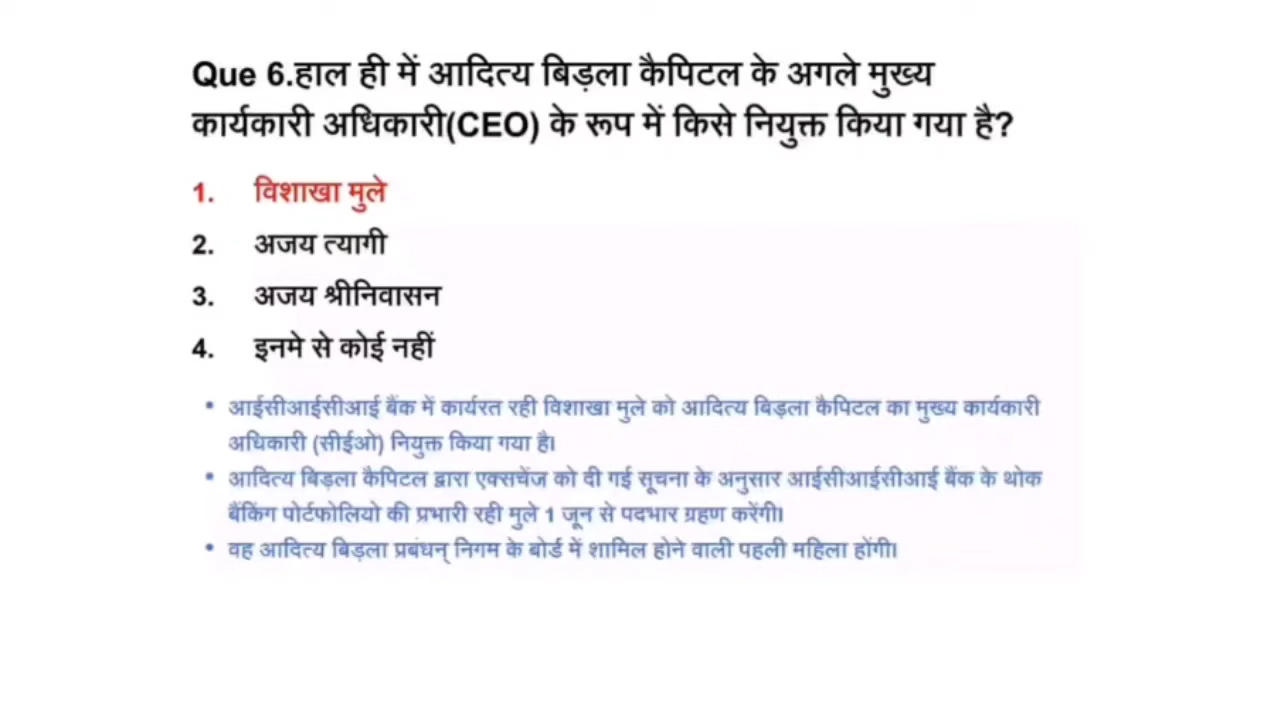 Que 6.हाल ही में आदित्य बिड़ला कैपिटल के अगले मुख्य
कार्यकारी अधिकारी(CEO) के रूप में किसे नियुक्त किया गया है?
1. विशाखा मुले
2. अजय त्यागी
3. अजय श्रीनिवासन
4. इनमे से कोई नहीं
• आईसीआईसीआई बैंक में कार्यरत रही विशाखा मुले को आदित्य बिड़ला कैपिटल का मुख्य कार्यकारी
अधिकारी (सीईओ) नियुक्त किया गया है।
• आदित्य बिड़ला कैपिटल द्वारा एक्सचेंज को दी गई सूचना के अनुसार आईसीआईसीआई बैंक के थोक
बैंकिंग पोर्टफोलियो की प्रभारी रही मुले 1 जून से पदभार ग्रहण करेंगी।
• वह आदित्य बिड़ला प्रबंधन् निगम के बोर्ड में शामिल होने वाली पहली महिला होंगी।